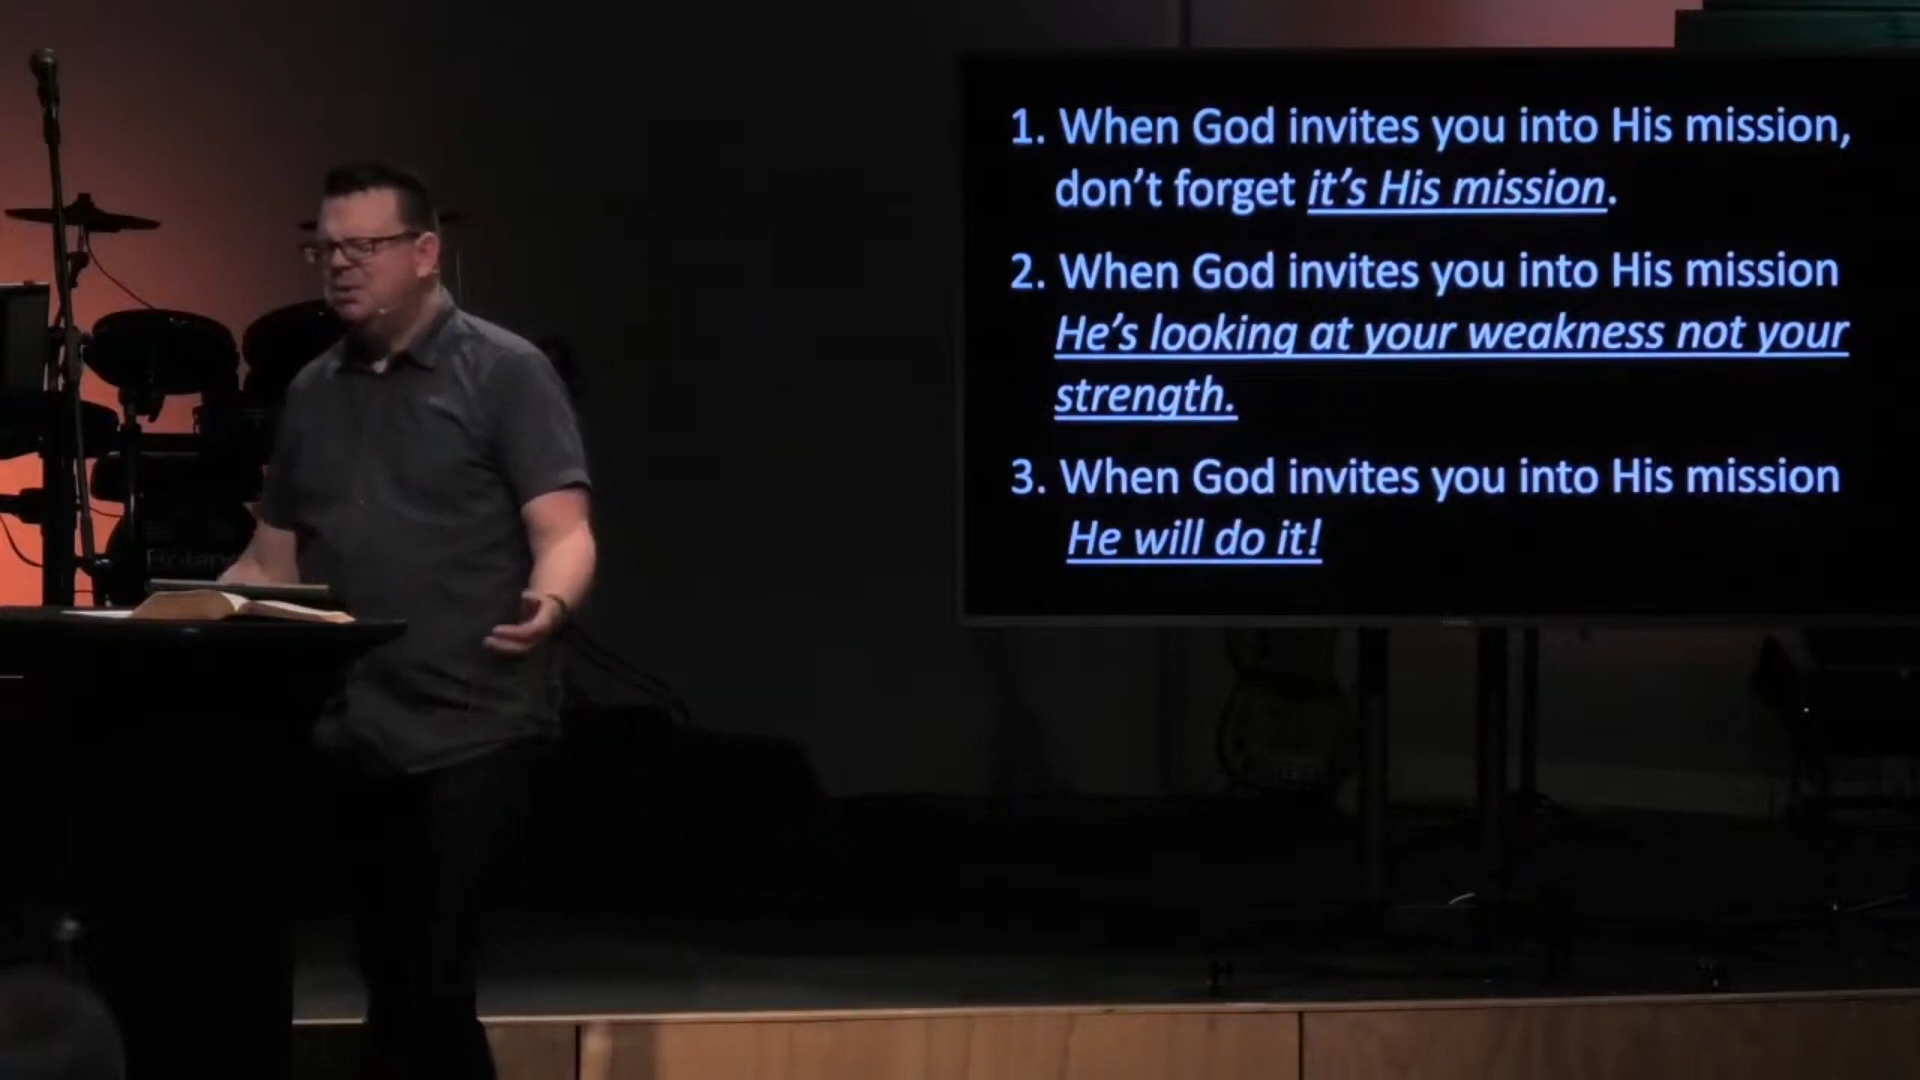 1. When God invites you into His mission,
don't forget it's His mission.
2. When God invites you into His mission
He's looking at your weakness not your
strength.
3. When God invites you into His mission
He will do it!
Roland